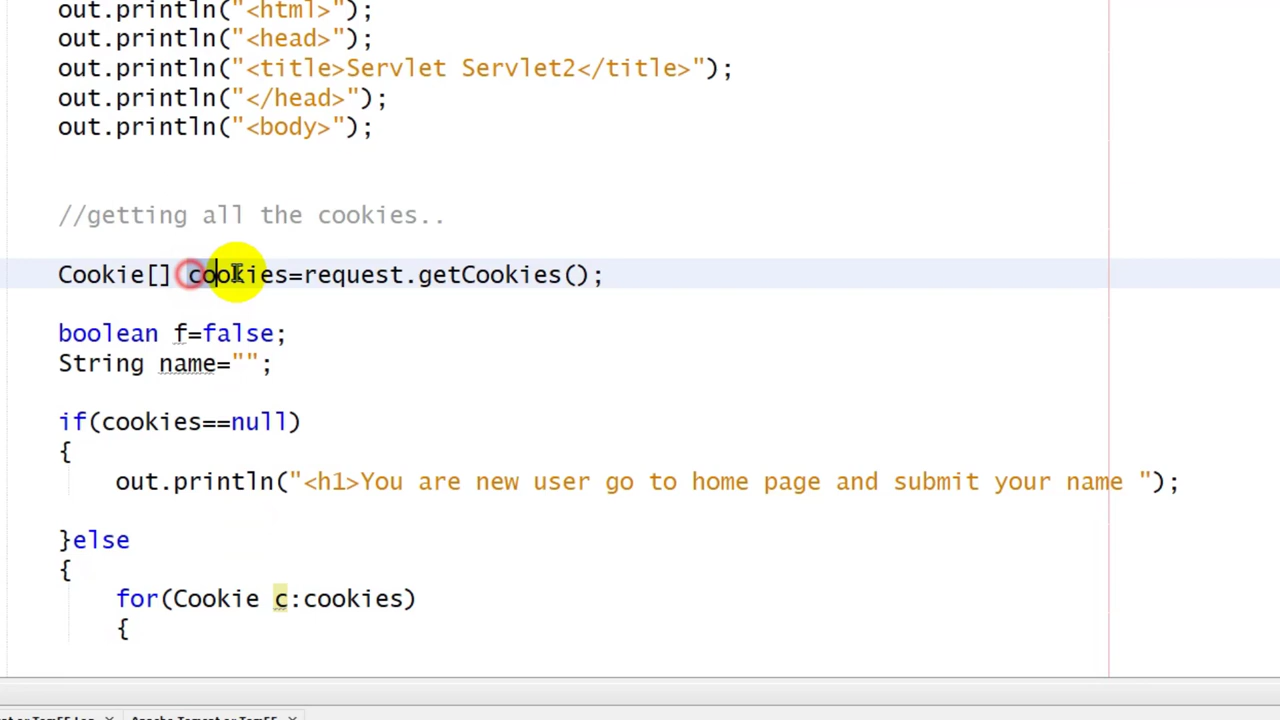 out.println("<html>");
out.println("<head>");
out.println("<title>Servlet Servlet2</title>");
out.println("</head>");
out.println("<body>");
//getting all the cookies..
Cookie[] cookies=request.getCookies();
boolean f=false;
String name="";
if(cookies==null)
{
out.println("<h1>You are new user go to home page and submit your name ");
}else
{
for(Cookie c:cookies)
{